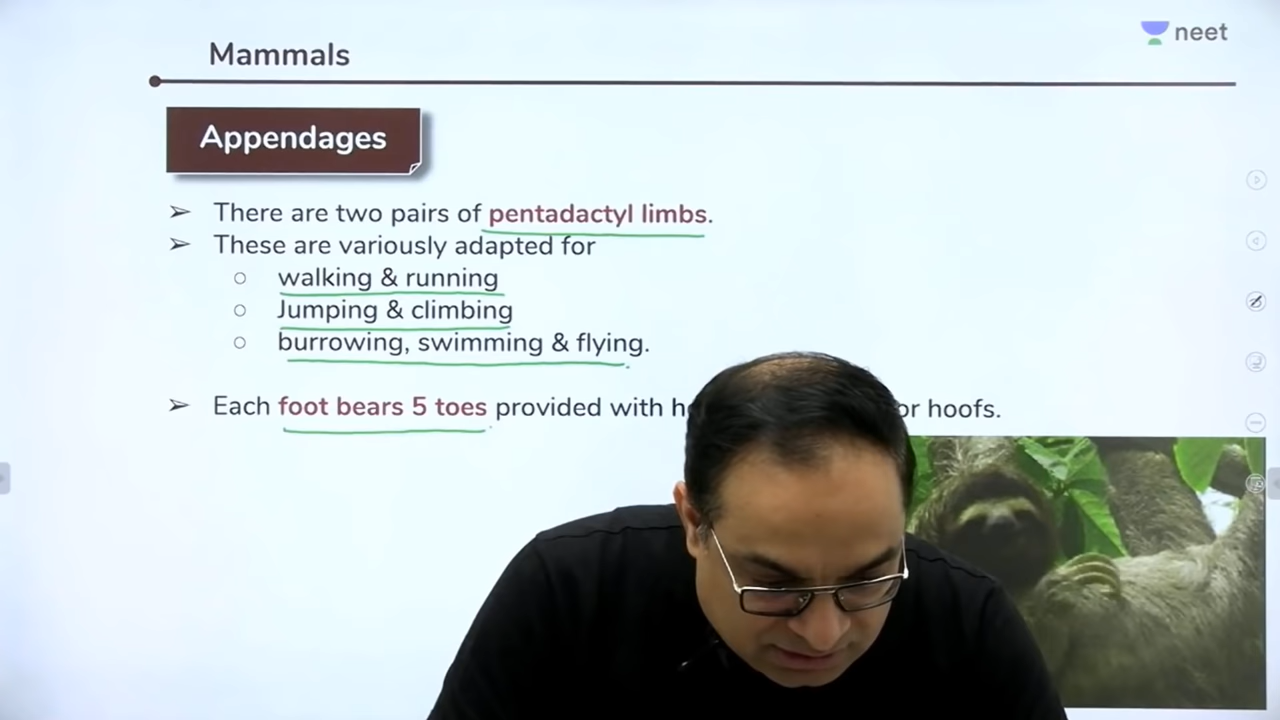 neet
Mammals
Appendages
➢ There are two pairs of pentadactyl limbs.
➢ These are variously adapted for
○ walking & running
○ Jumping & climbing
○ burrowing, swimming & flying.
➢ Each foot bears 5 toes provided with or hoofs.